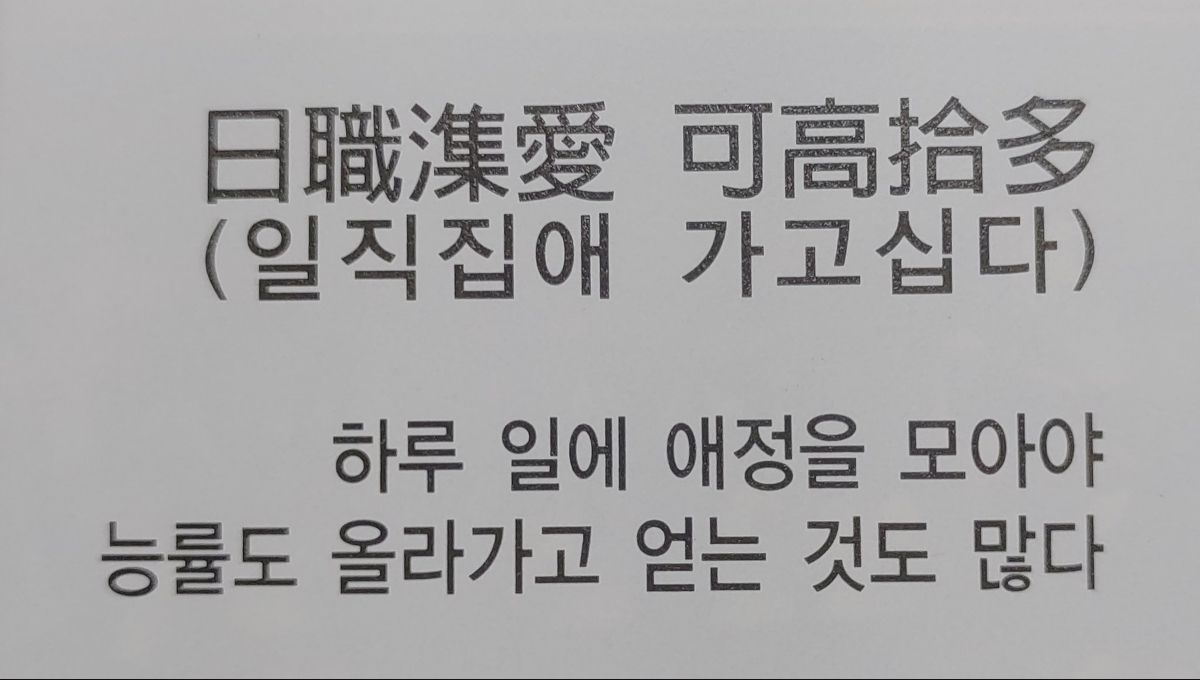 日職潗愛 可高拾多
(일직집애 가고십다)
하루 일에 애정을 모아야
능률도 올라가고 얻는 것도 많다